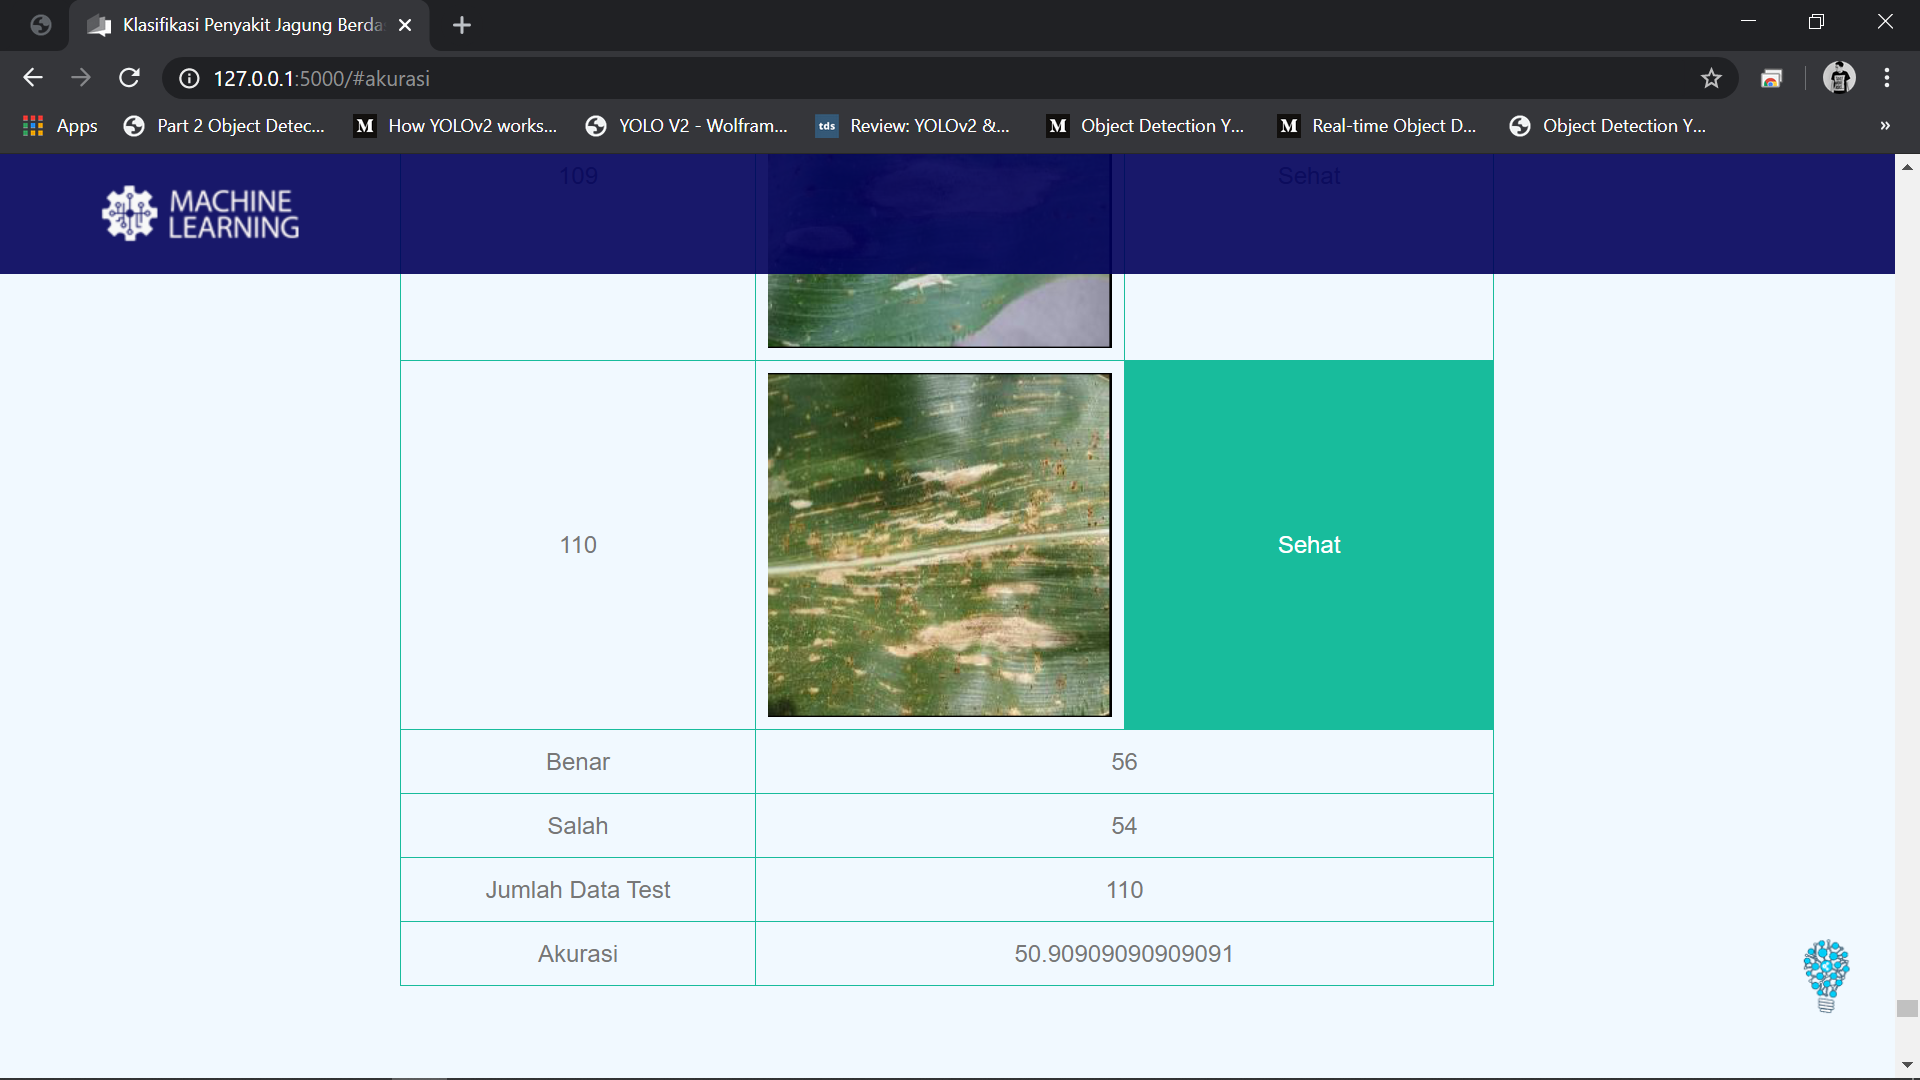 Klasifikasi Penyakit Jagung Berda
127.0.0.1:5000/#akurasi
Apps
Part 2 Object Detec...
M
How YOLOv2 works...
YOLO V2 - Wolfram...
tds
Review: YOLOv2 &...
M
Object Detection Y...
M
Real-time Object D...
Object Detection Y...
»
MACHINE
LEARNING
109
Sehat
110
Sehat
Benar
56
Salah
54
Jumlah Data Test
110
Akurasi
50.90909090909091